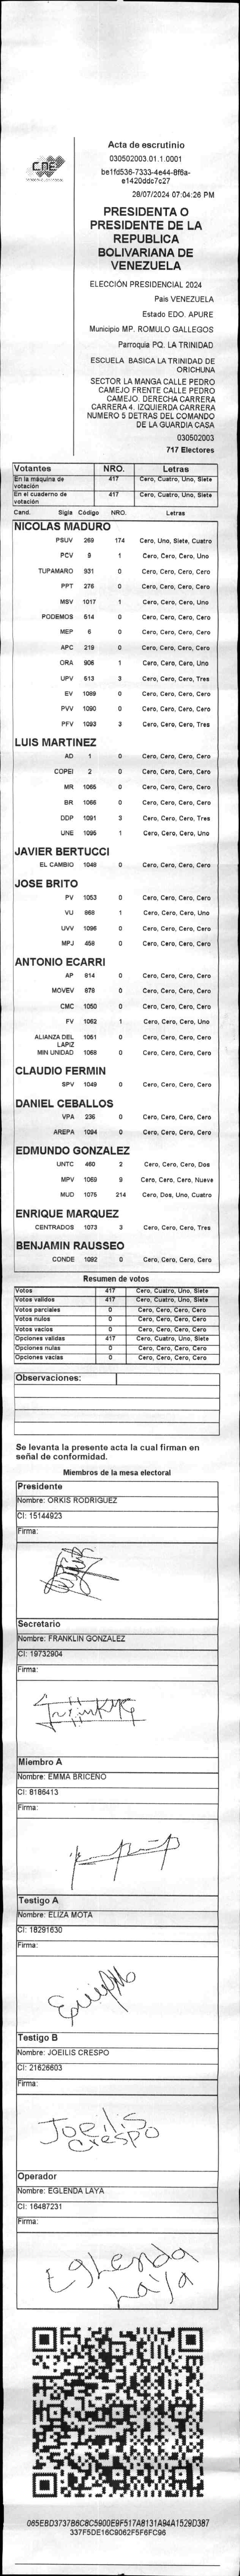 CNE
Acta de escrutinio
030502003.01.1.0001
be1fd536-7333-4e44-8f6a-
e1420ddc7c27
28/07/2024 07:04:26 PM
PRESIDENTA O
PRESIDENTE DE LA
REPUBLICA
BOLIVARIANA DE
VENEZUELA
ELECCIÓN PRESIDENCIAL 2024
País VENEZUELA
Estado EDO. APURE
Municipio MP. ROMULO GALLEGOS
Parroquia PQ. LA TRINIDAD
ESCUELA BASICA LA TRINIDAD DE
ORICHUNA
SECTOR LA MANGA CALLE PEDRO
CAMEJO FRENTE CALLE PEDRO
CAMEJO. DERECHA CARRERA
CARRERA 4. IZQUIERDA CARRERA
NUMERO 5 DETRAS DEL COMANDO
DE LA GUARDIA CASA
030502003
717 Electores
Votantes NRO. Letras
En la máquina de votación 417 Cero, Cuatro, Uno, Siete
En el cuaderno de votación 417 Cero, Cuatro, Uno, Siete
Cand. Sigla Código NRO. Letras
NICOLAS MADURO
PSUV 269 174 Cero, Uno, Siete, Cuatro
PCV 9 1 Cero, Cero, Cero, Uno
TUPAMARO 931 0 Cero, Cero, Cero, Cero
PPT 276 0 Cero, Cero, Cero, Cero
MSV 1017 1 Cero, Cero, Cero, Uno
PODEMOS 514 0 Cero, Cero, Cero, Cero
MEP 6 0 Cero, Cero, Cero, Cero
APC 219 0 Cero, Cero, Cero, Cero
ORA 906 1 Cero, Cero, Cero, Uno
UPV 513 3 Cero, Cero, Cero, Tres
EV 1089 0 Cero, Cero, Cero, Cero
PVV 1090 0 Cero, Cero, Cero, Cero
PFV 1093 3 Cero, Cero, Cero, Tres
LUIS MARTINEZ
AD 1 0 Cero, Cero, Cero, Cero
COPEI 2 0 Cero, Cero, Cero, Cero
MR 1065 0 Cero, Cero, Cero, Cero
BR 1066 0 Cero, Cero, Cero, Cero
DDP 1091 3 Cero, Cero, Cero, Tres
UNE 1095 1 Cero, Cero, Cero, Uno
JAVIER BERTUCCI
EL CAMBIO 1048 0 Cero, Cero, Cero, Cero
JOSE BRITO
PV 1053 0 Cero, Cero, Cero, Cero
VU 868 1 Cero, Cero, Cero, Uno
UVV 1096 0 Cero, Cero, Cero, Cero
MPJ 458 0 Cero, Cero, Cero, Cero
ANTONIO ECARRI
AP 814 0 Cero, Cero, Cero, Cero
MOVEV 878 0 Cero, Cero, Cero, Cero
CMC 1050 0 Cero, Cero, Cero, Cero
FV 1062 1 Cero, Cero, Cero, Uno
ALIANZA DEL LAPIZ 1051 0 Cero, Cero, Cero, Cero
MIN UNIDAD 1068 0 Cero, Cero, Cero, Cero
CLAUDIO FERMIN
SPV 1049 0 Cero, Cero, Cero, Cero
DANIEL CEBALLOS
VPA 236 0 Cero, Cero, Cero, Cero
AREPA 1094 0 Cero, Cero, Cero, Cero
EDMUNDO GONZALEZ
UNTC 460 2 Cero, Cero, Cero, Dos
MPV 1069 9 Cero, Cero, Cero, Nueve
MUD 1075 214 Cero, Dos, Uno, Cuatro
ENRIQUE MARQUEZ
CENTRADOS 1073 3 Cero, Cero, Cero, Tres
BENJAMIN RAUSSEO
CONDE 1092 0 Cero, Cero, Cero, Cero
Resumen de votos
Votos 417 Cero, Cuatro, Uno, Siete
Votos validos 417 Cero, Cuatro, Uno, Siete
Votos parciales 0 Cero, Cero, Cero, Cero
Votos nulos 0 Cero, Cero, Cero, Cero
Votos vacios 0 Cero, Cero, Cero, Cero
Opciones validas 417 Cero, Cuatro, Uno, Siete
Opciones nulas 0 Cero, Cero, Cero, Cero
Opciones vacias 0 Cero, Cero, Cero, Cero
Observaciones:
Se levanta la presente acta la cual firman en
señal de conformidad.
Miembros de la mesa electoral
Presidente
Nombre: ORKIS RODRIGUEZ
CI: 15144923
Firma:
Secretario
Nombre: FRANKLIN GONZALEZ
CI: 19732904
Firma:
Miembro A
Nombre: EMMA BRICEÑO
CI: 8186413
Firma:
Testigo A
Nombre: ELIZA MOTA
CI: 18291630
Firma:
Testigo B
Nombre: JOEILIS CRESPO
CI: 21626603
Firma:
Joeilis
Crespo
Operador
Nombre: EGLENDA LAYA
CI: 16487231
Firma:
Eglenda
Laya
085EBD3737B6C8C5900E9F517A8131A94A1529D387
337F5DE16C9062F5F6FC96